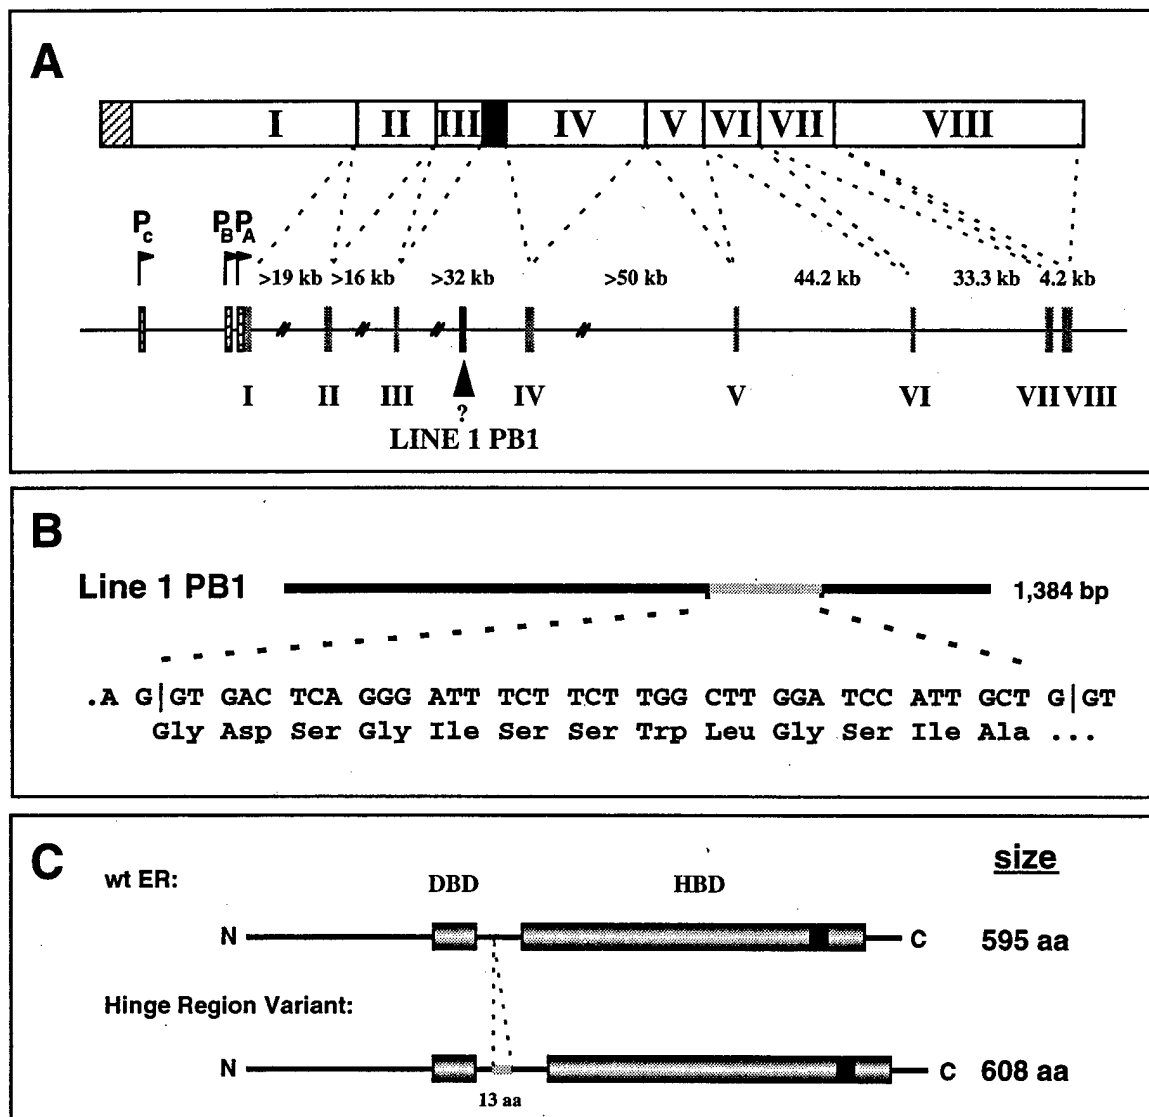 A
I II III IV V VI VII VIII
Pc PB PA
>19 kb >16 kb >32 kb >50 kb 44.2 kb 33.3 kb 4.2 kb
I II III IV V VI VII VIII
?
LINE 1 PB1
B
Line 1 PB1 1,384 bp
.A G|GT GAC TCA GGG ATT TCT TCT TGG CTT GGA TCC ATT GCT G|GT
Gly Asp Ser Gly Ile Ser Ser Trp Leu Gly Ser Ile Ala ...
C
size
wt ER: DBD HBD
N C 595 aa
Hinge Region Variant:
N C 608 aa
13 aa